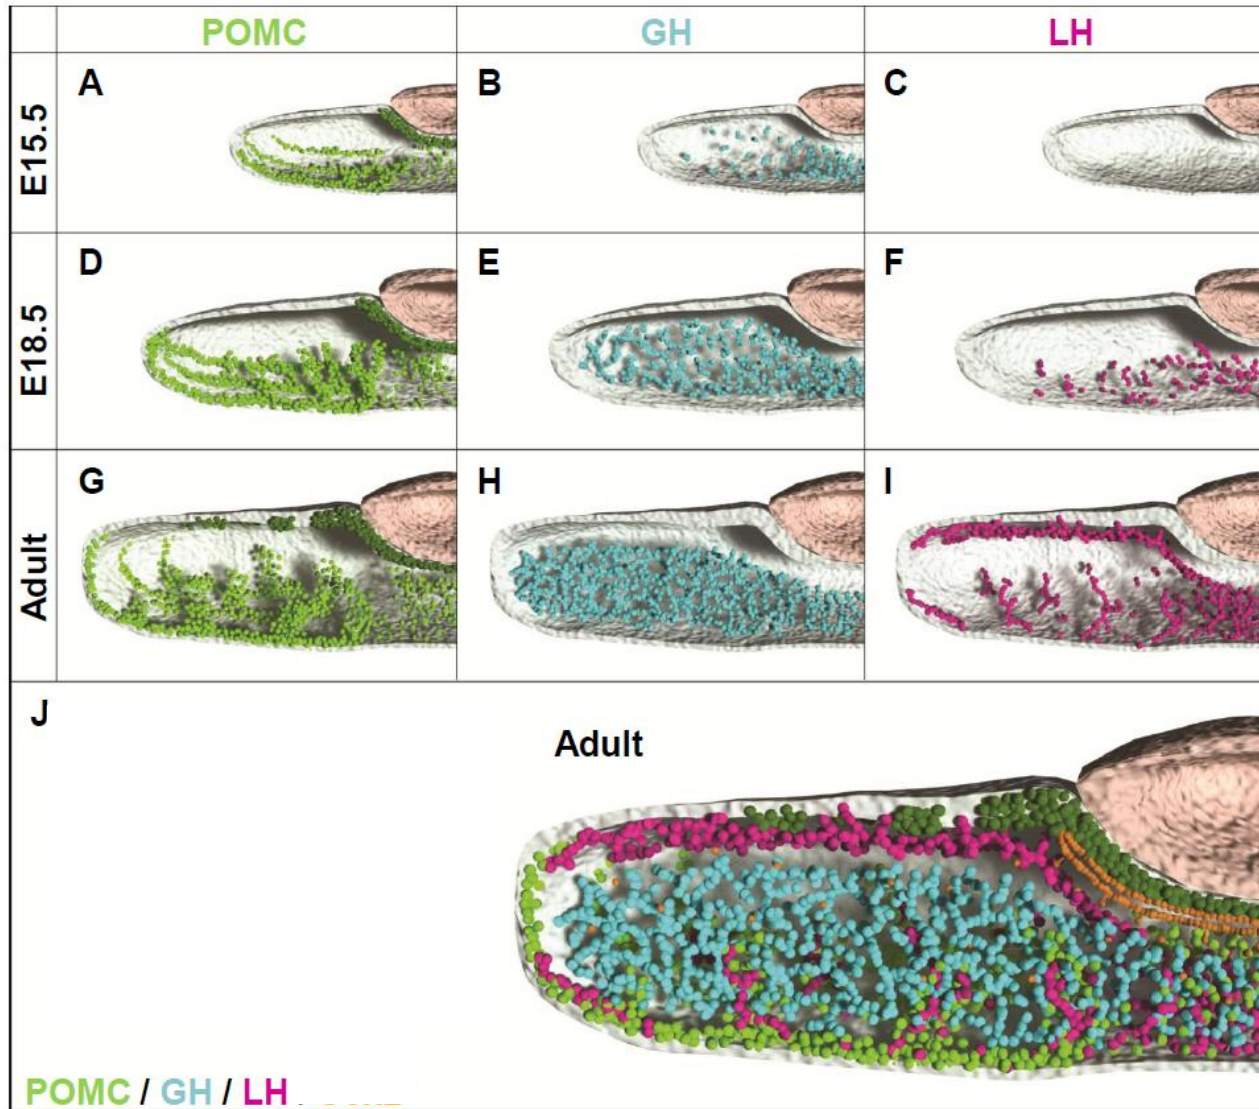 POMC GH LH
E15.5 A B C
E18.5 D E F
Adult G H I
J
Adult
POMC / GH / LH